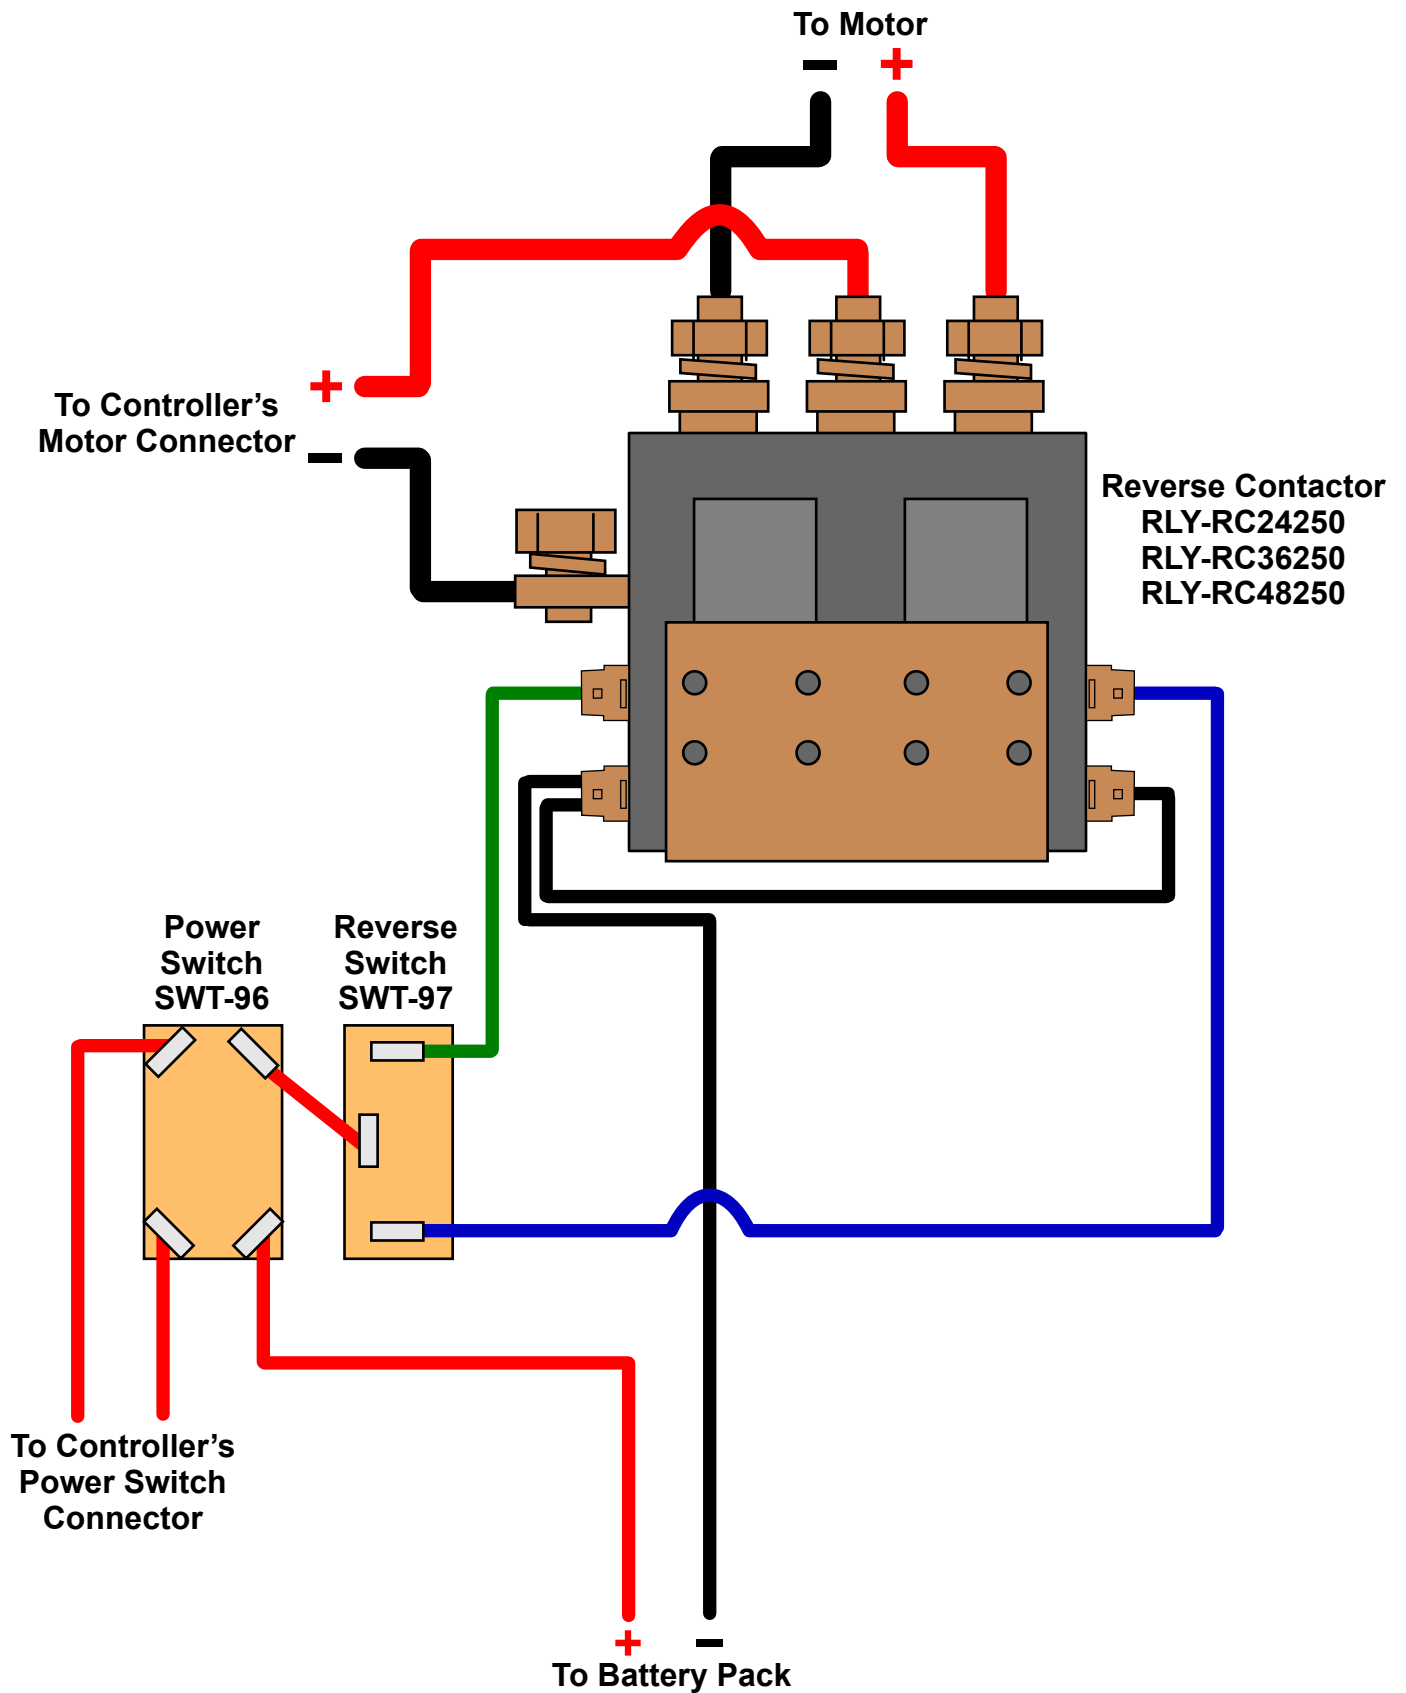 To Motor
− +
+
To Controller’s
Motor Connector
−
Reverse Contactor
RLY-RC24250
RLY-RC36250
RLY-RC48250
Power
Switch
SWT-96
Reverse
Switch
SWT-97
To Controller’s
Power Switch
Connector
+ −
To Battery Pack